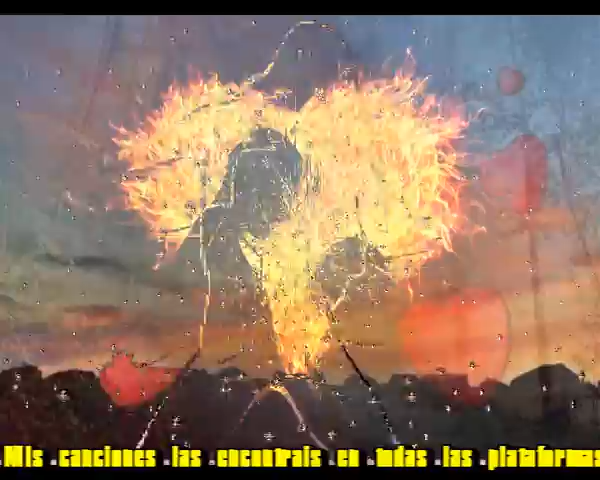 .Mis .canciones .las .encontrais .en .todas .las .plataformas